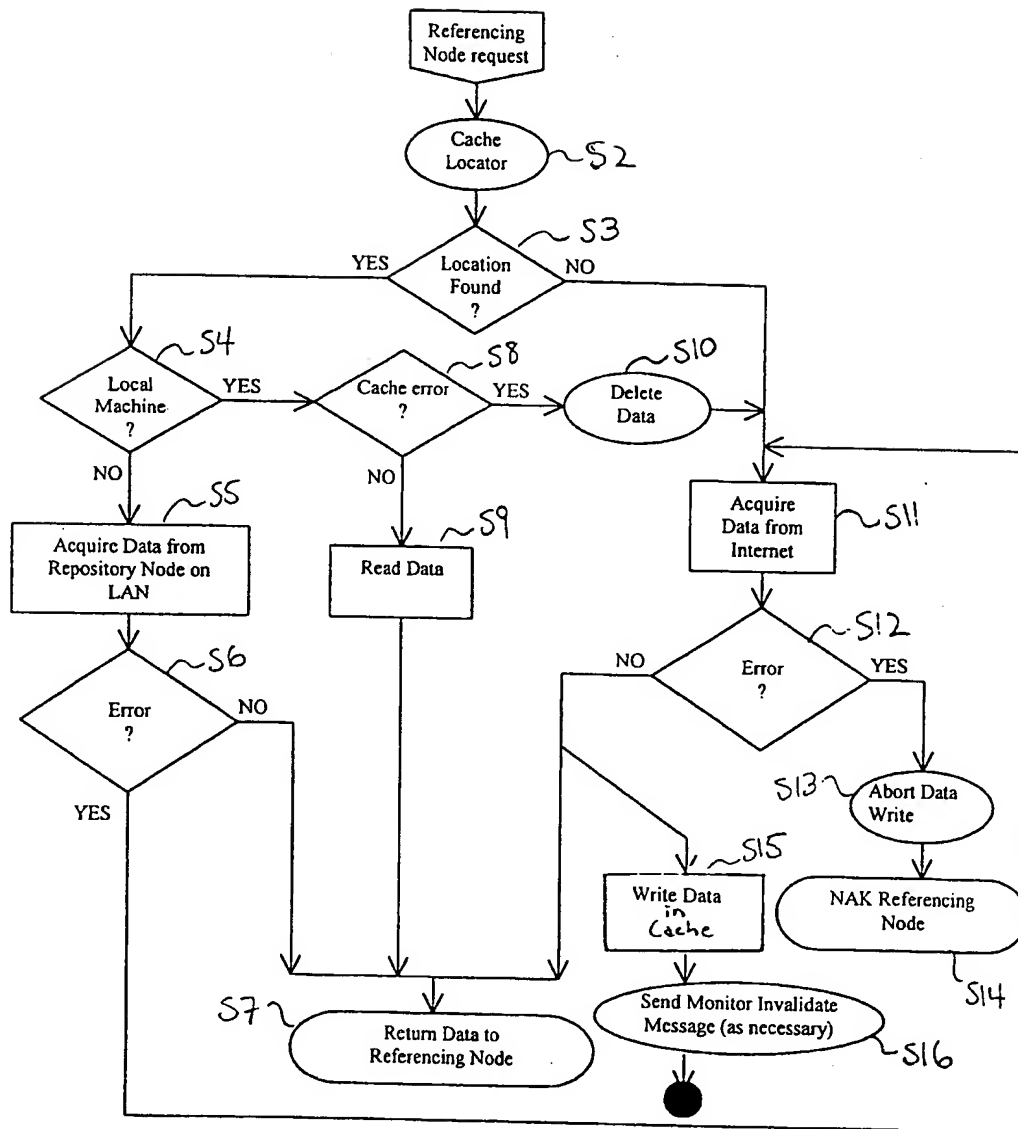 Referencing
Node request
Cache
Locator
S2
S3
YES
Location
Found
?
NO
S4
Local
Machine
?
YES
S8
Cache error
?
YES
S10
Delete
Data
NO
NO
S5
Acquire Data from
Repository Node on
LAN
S9
Read Data
Acquire
Data from
Internet
S11
S6
Error
?
NO
YES
S12
NO
Error
?
YES
S13
Abort Data
Write
S15
Write Data
in
Cache
NAK Referencing
Node
S14
S7
Return Data to
Referencing Node
Send Monitor Invalidate
Message (as necessary)
S16